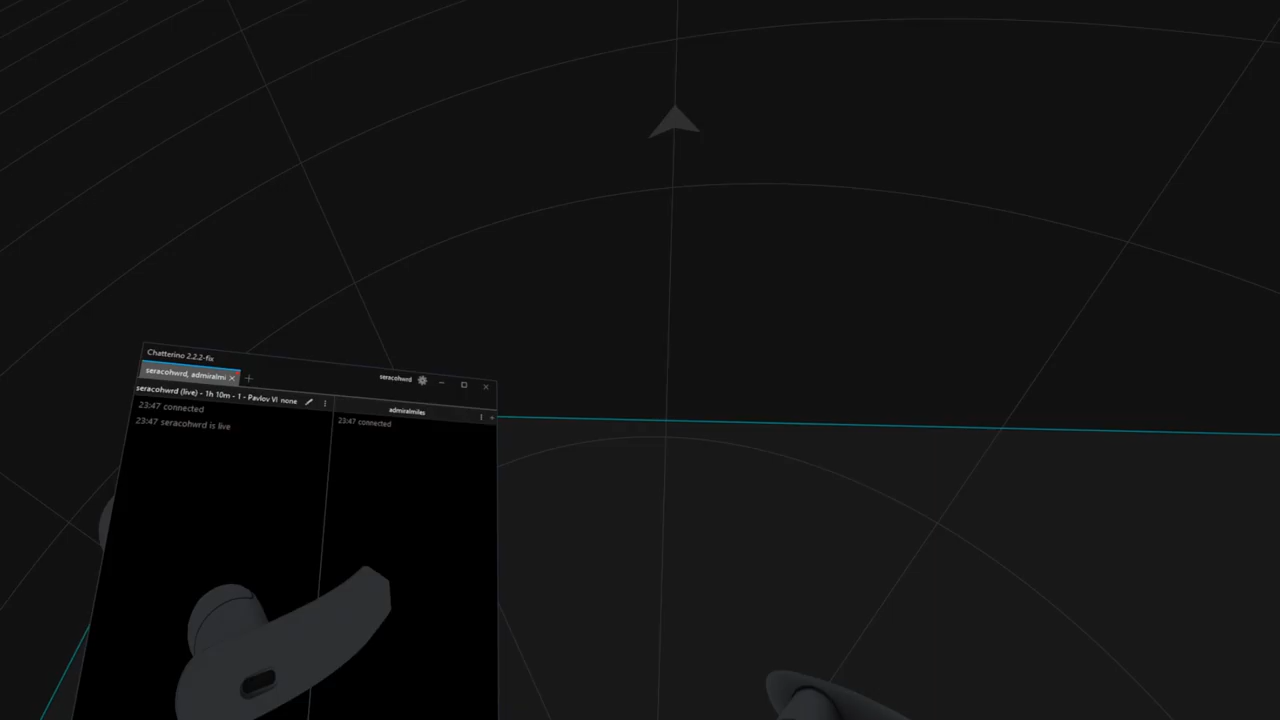 Chatterino 2.2.2-fix
seracohwrd
seracohwrd, admiralmi
seracohwrd (live) - 1h 10m - 1 - Pavlov VI none
admiralmiles
23:47 connected
23:47 seracohwrd is live
23:47 connected